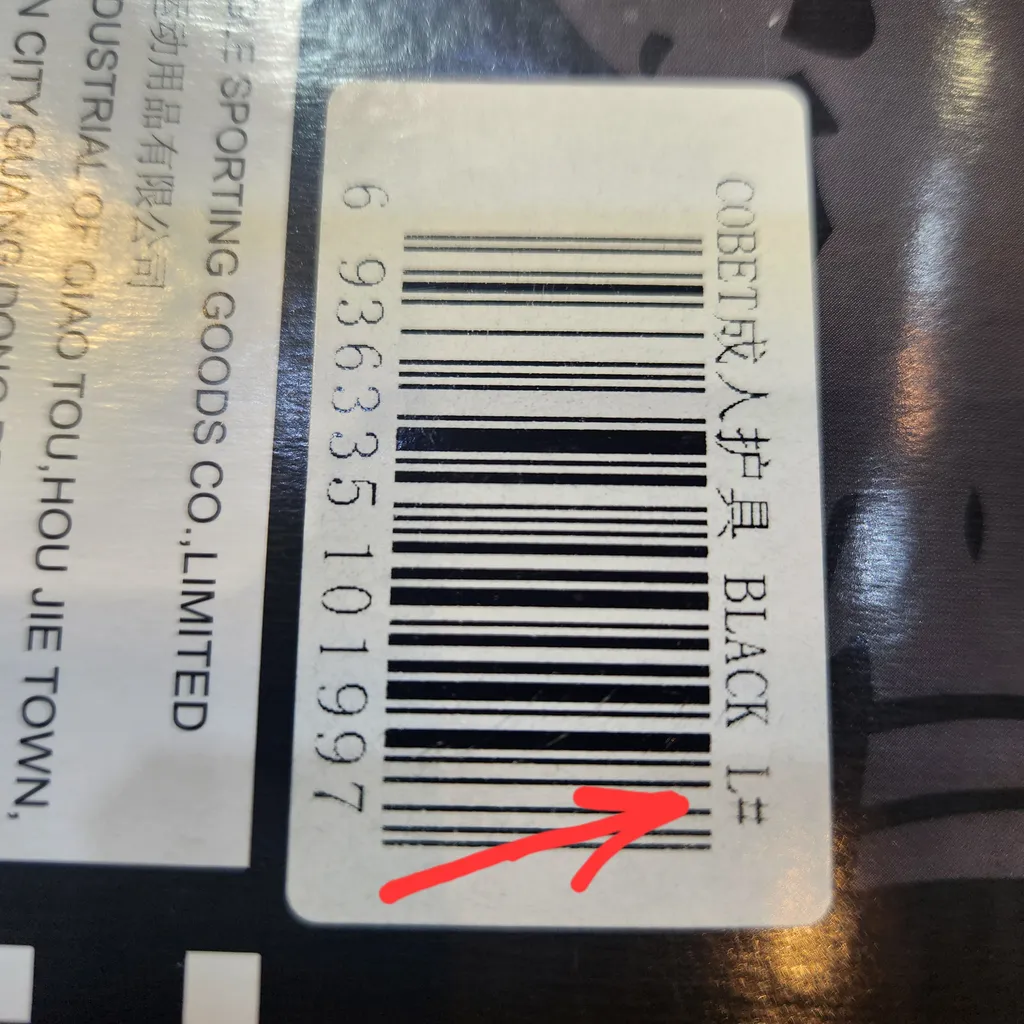 COBET成人护具 BLACK L#
6 936335 101997
SPORTING GOODS CO.,LIMITED
动用品有限公司
DUSTRIAL OF QIAO TOU,HOU JIE TOWN,
N CITY,GUANGDONG